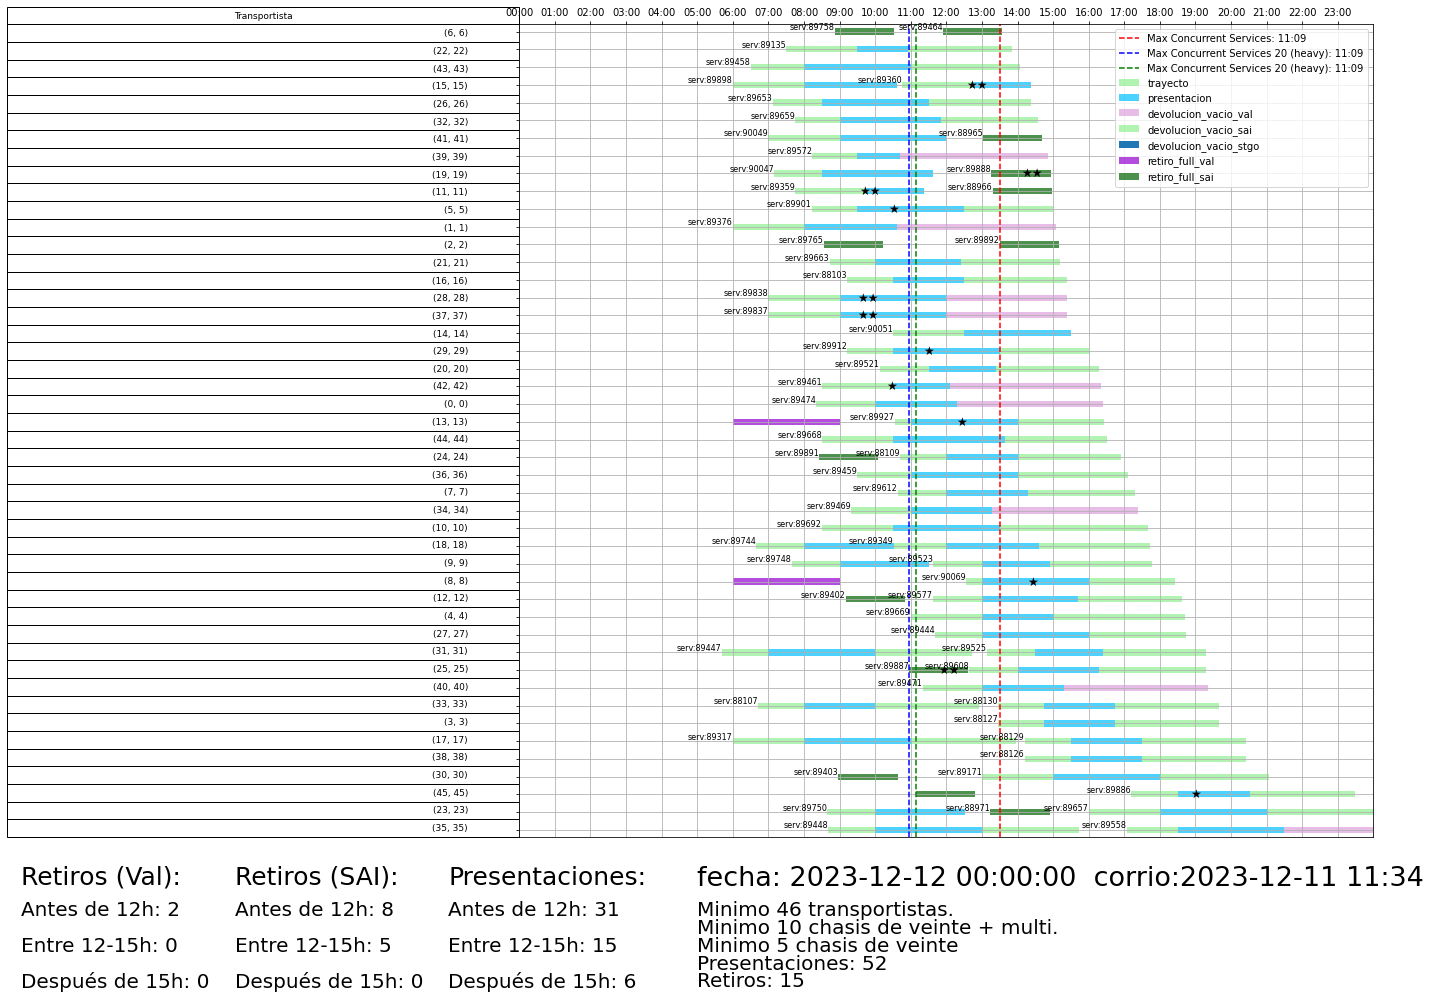 Transportista
00:00 01:00 02:00 03:00 04:00 05:00 06:00 07:00 08:00 09:00 10:00 11:00 12:00 13:00 14:00 15:00 16:00 17:00 18:00 19:00 20:00 21:00 22:00 23:00
Max Concurrent Services: 11:09
Max Concurrent Services 20 (heavy): 11:09
Max Concurrent Services 20 (heavy): 11:09
trayecto
presentacion
devolucion_vacio_val
devolucion_vacio_sai
devolucion_vacio_stgo
retiro_full_val
retiro_full_sai
(6, 6) serv:89758 serv:89464
(22, 22) serv:89135
(43, 43) serv:89458
(15, 15) serv:89898 serv:89360
(26, 26) serv:89653
(32, 32) serv:89659
(41, 41) serv:90049 serv:88965
(39, 39) serv:89572
(19, 19) serv:90047 serv:89888
(11, 11) serv:89359 serv:88966
(5, 5) serv:89901
(1, 1) serv:89376
(2, 2) serv:89765 serv:89892
(21, 21) serv:89663
(16, 16) serv:88103
(28, 28) serv:89838
(37, 37) serv:89837
(14, 14) serv:90051
(29, 29) serv:89912
(20, 20) serv:89521
(42, 42) serv:89461
(0, 0) serv:89474
(13, 13) serv:89927
(44, 44) serv:89668
(24, 24) serv:89891 serv:88109
(36, 36) serv:89459
(7, 7) serv:89612
(34, 34) serv:89469
(10, 10) serv:89692
(18, 18) serv:89744 serv:89349
(9, 9) serv:89748 serv:89523
(8, 8) serv:90069
(12, 12) serv:89402 serv:89577
(4, 4) serv:89669
(27, 27) serv:89444
(31, 31) serv:89447 serv:89525
(25, 25) serv:89887 serv:89608
(40, 40) serv:89471
(33, 33) serv:88107 serv:88130
(3, 3) serv:88127
(17, 17) serv:89317 serv:88129
(38, 38) serv:88126
(30, 30) serv:89403 serv:89171
(45, 45) serv:89886
(23, 23) serv:89750 serv:88971 serv:89657
(35, 35) serv:89448 serv:89558
Retiros (Val):
Antes de 12h: 2
Entre 12-15h: 0
Después de 15h: 0
Retiros (SAI):
Antes de 12h: 8
Entre 12-15h: 5
Después de 15h: 0
Presentaciones:
Antes de 12h: 31
Entre 12-15h: 15
Después de 15h: 6
fecha: 2023-12-12 00:00:00 corrio:2023-12-11 11:34
Minimo 46 transportistas.
Minimo 10 chasis de veinte + multi.
Minimo 5 chasis de veinte
Presentaciones: 52
Retiros: 15